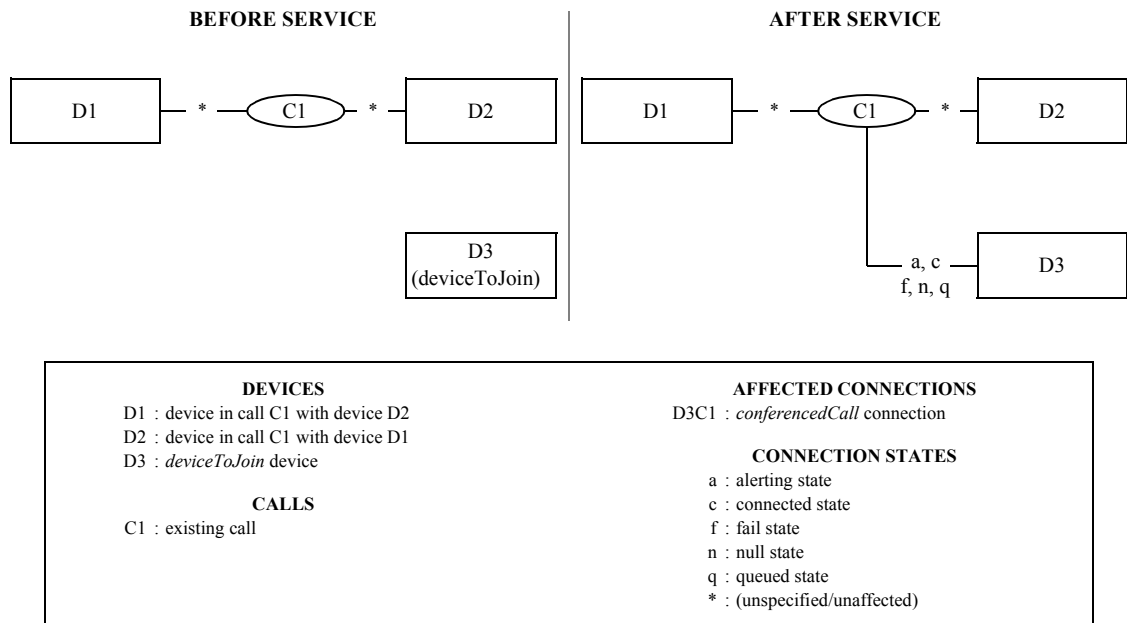 BEFORE SERVICE
D1 * C1 * D2
D3
(deviceToJoin)
AFTER SERVICE
D1 * C1 * D2
a, c
f, n, q
D3
DEVICES
D1 : device in call C1 with device D2
D2 : device in call C1 with device D1
D3 : deviceToJoin device
CALLS
C1 : existing call
AFFECTED CONNECTIONS
D3C1 : conferencedCall connection
CONNECTION STATES
a : alerting state
c : connected state
f : fail state
n : null state
q : queued state
* : (unspecified/unaffected)